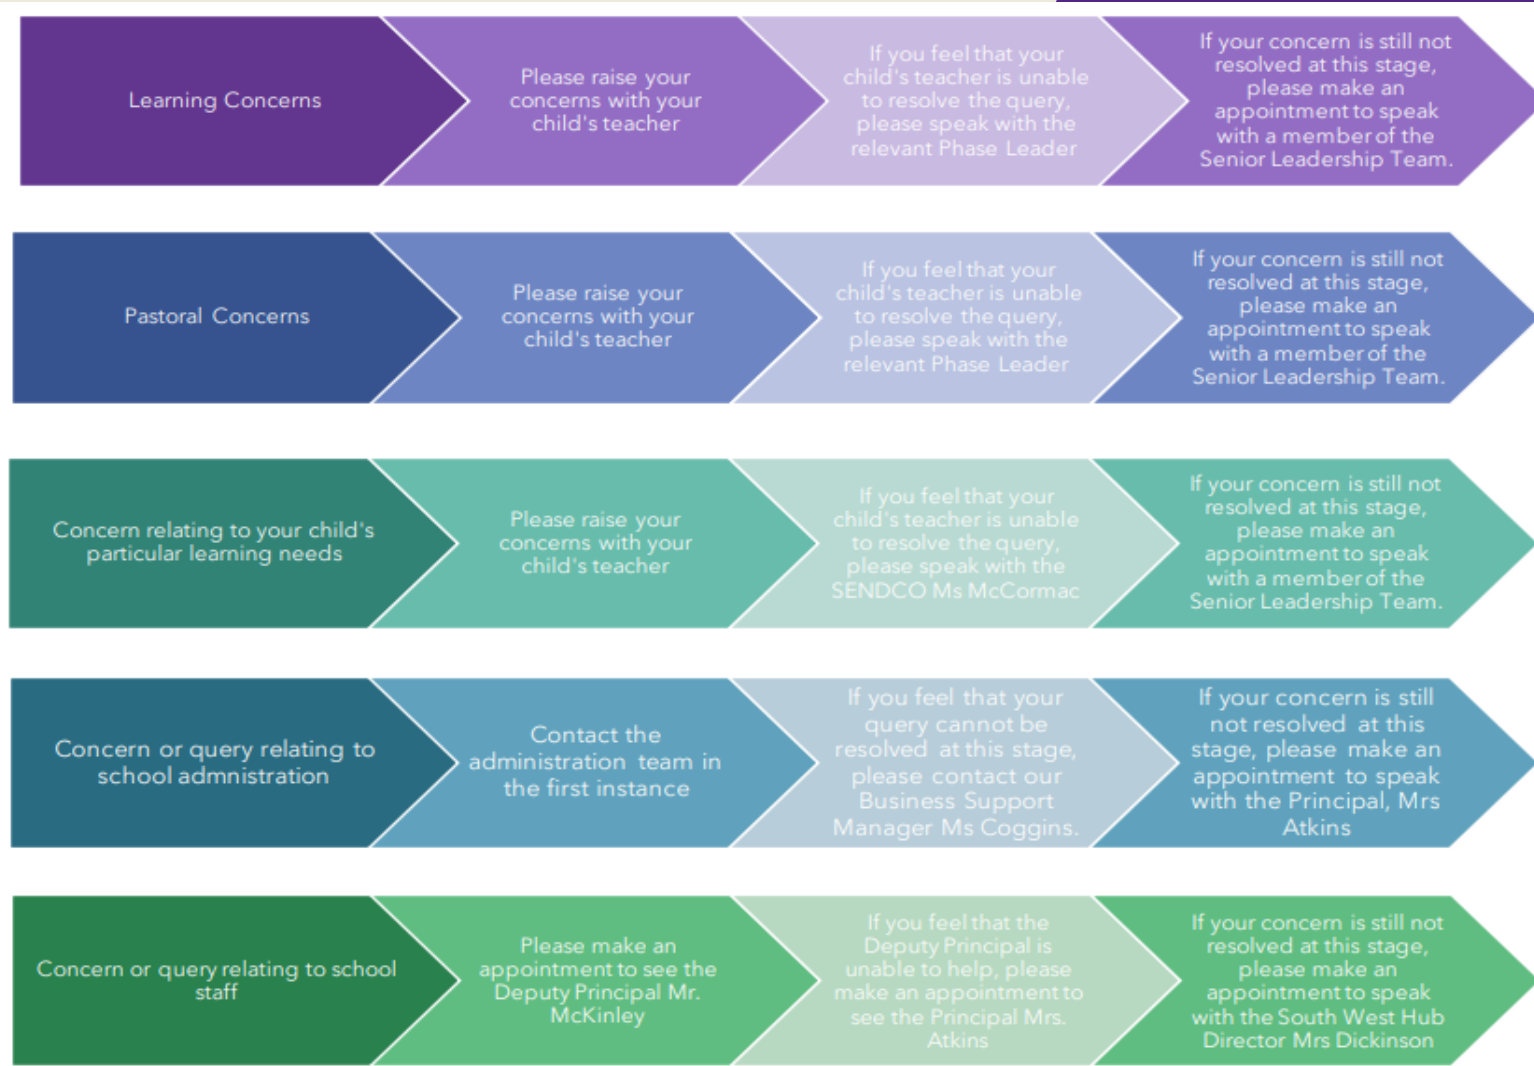 Learning Concerns
Please raise your
concerns with your
child's teacher
If you feel that your
child's teacher is unable
to resolve the query,
please speak with the
relevant Phase Leader
If your concern is still not
resolved at this stage,
please make an
appointment to speak
with a member of the
Senior Leadership Team.
Pastoral Concerns
Please raise your
concerns with your
child's teacher
If you feel that your
child's teacher is unable
to resolve the query,
please speak with the
relevant Phase Leader
If your concern is still not
resolved at this stage,
please make an
appointment to speak
with a member of the
Senior Leadership Team.
Concern relating to your child's
particular learning needs
Please raise your
concerns with your
child's teacher
If you feel that your
child's teacher is unable
to resolve the query,
please speak with the
SENDCO Ms McCormac
If your concern is still not
resolved at this stage,
please make an
appointment to speak
with a member of the
Senior Leadership Team.
Concern or query relating to
school admnistration
Contact the
administration team in
the first instance
If you feel that your
query cannot be
resolved at this stage,
please contact our
Business Support
Manager Ms Coggins.
If your concern is still
not resolved at this
stage, please make an
appointment to speak
with the Principal, Mrs
Atkins
Concern or query relating to school
staff
Please make an
appointment to see the
Deputy Principal Mr.
McKinley
If you feel that the
Deputy Principal is
unable to help, please
make an appointment to
see the Principal Mrs.
Atkins
If your concern is still not
resolved at this stage,
please make an
appointment to speak
with the South West Hub
Director Mrs Dickinson